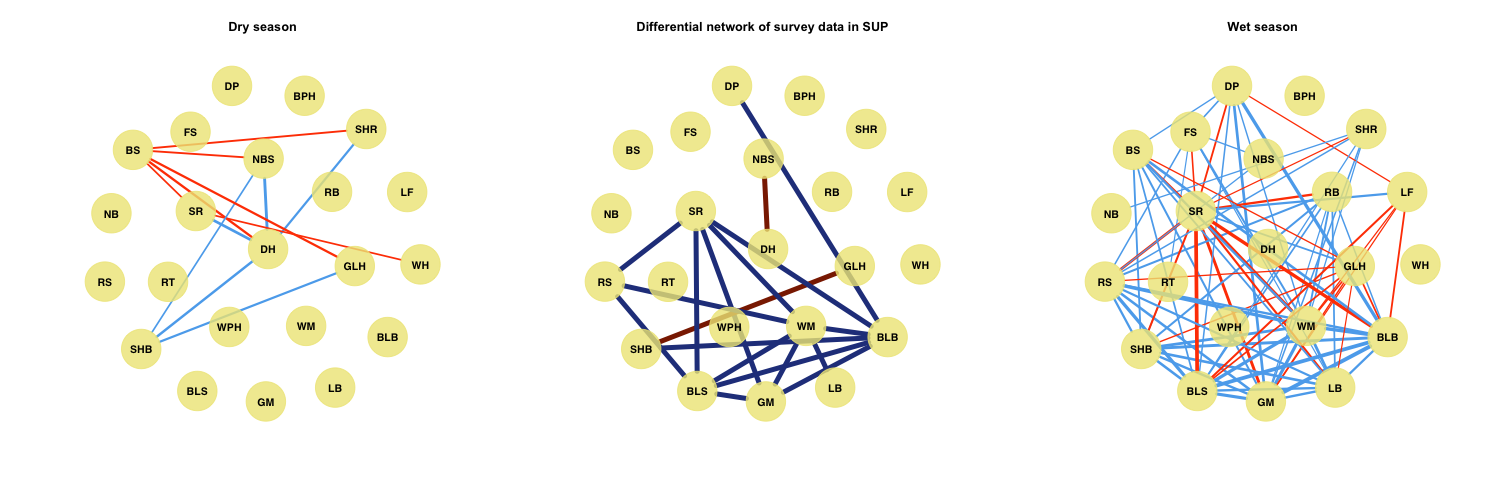 Dry season
DP
BPH
SHR
FS
BS
NBS
RB
LF
NB
SR
DH
GLH
WH
RS
RT
WPH
WM
BLB
SHB
BLS
GM
LB
Differential network of survey data in SUP
DP
BPH
SHR
FS
BS
NBS
RB
LF
NB
SR
DH
GLH
WH
RS
RT
WPH
WM
BLB
SHB
BLS
GM
LB
Wet season
DP
BPH
SHR
FS
BS
NBS
RB
LF
NB
SR
DH
GLH
WH
RS
RT
WPH
WM
BLB
SHB
BLS
GM
LB